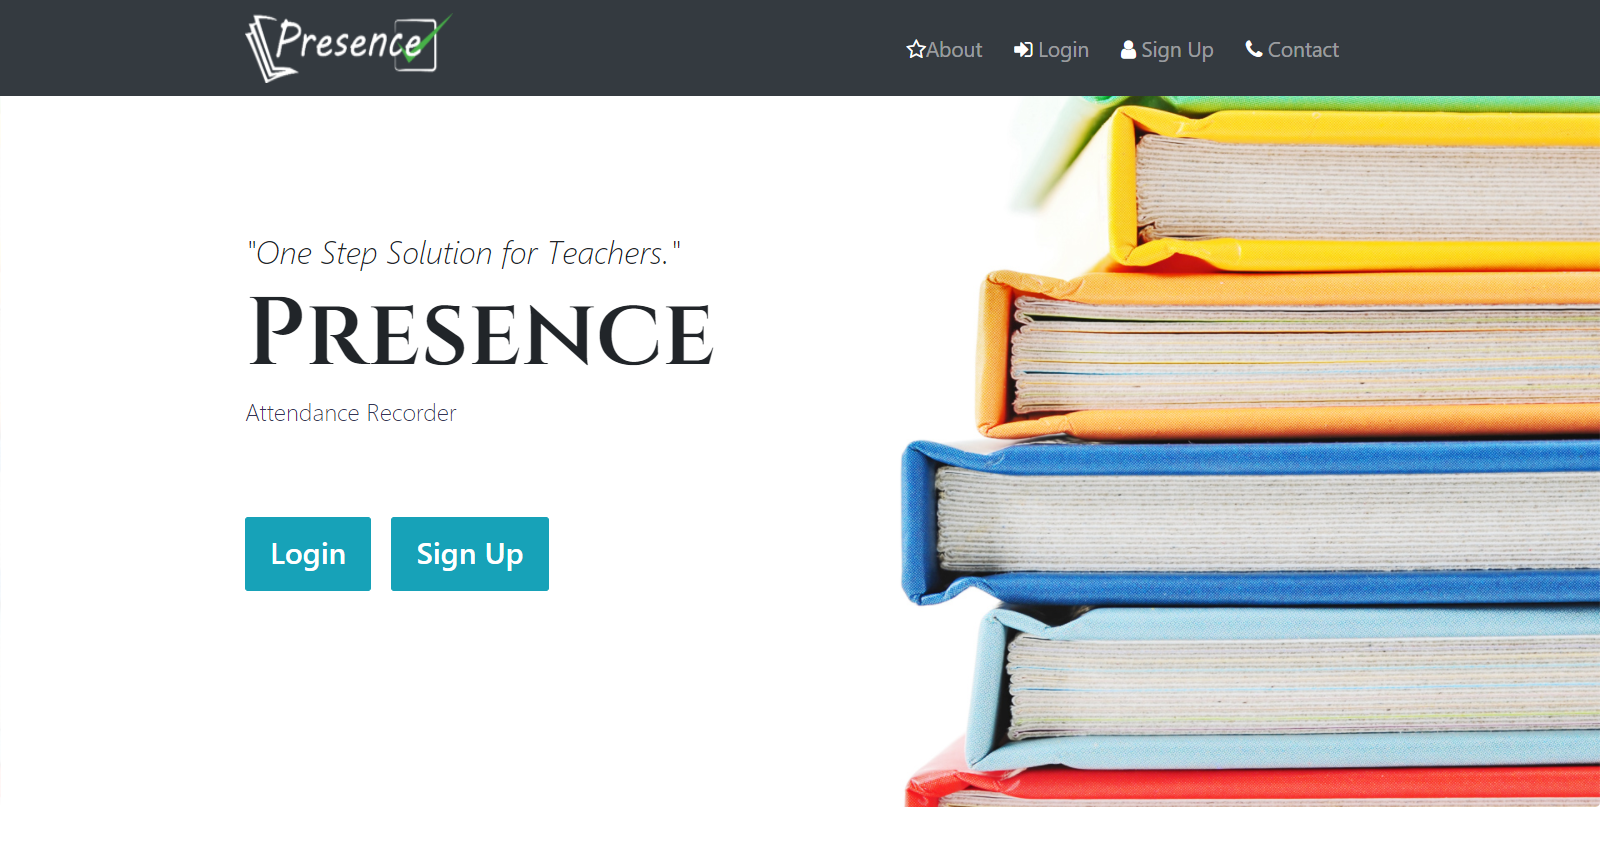 Presence
About Login Sign Up Contact
"One Step Solution for Teachers."
PRESENCE
Attendance Recorder
Login Sign Up